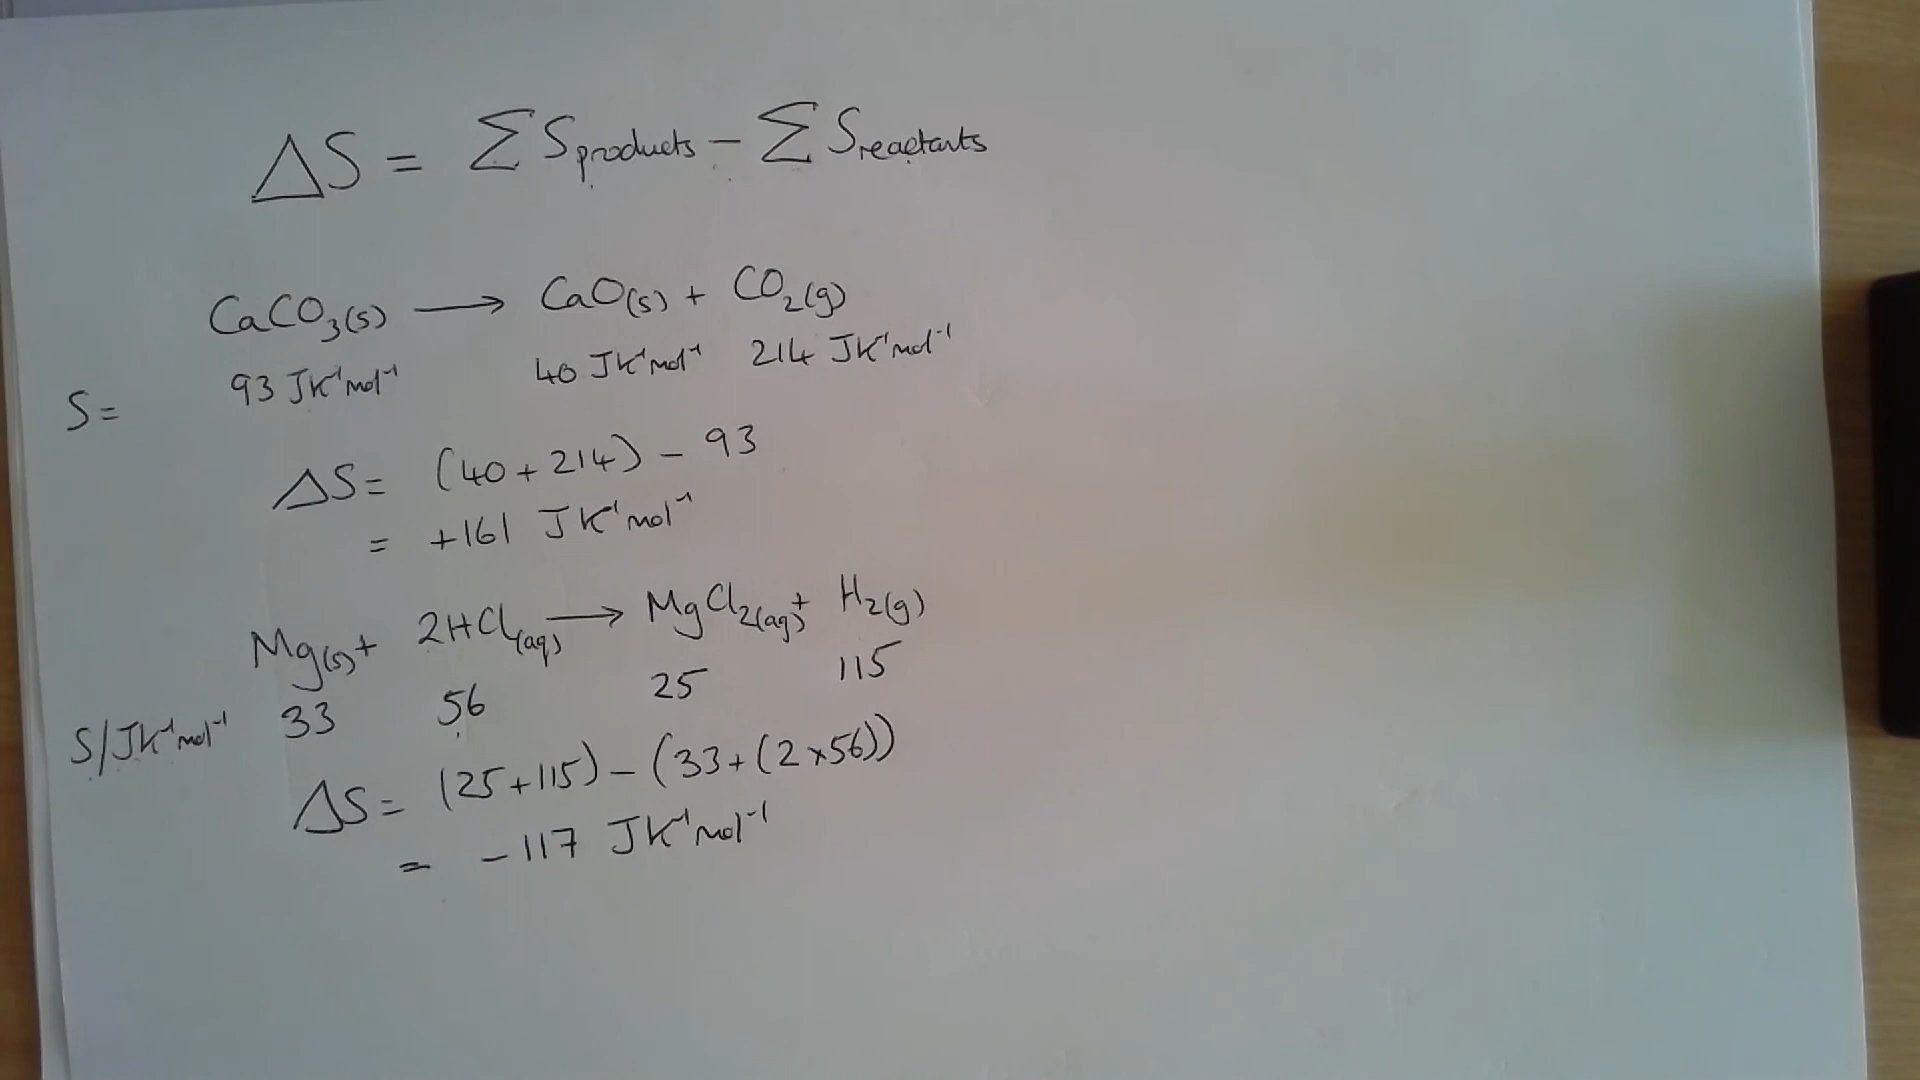 ΔS = ΣSproducts - ΣSreactants
CaCO₃(s) → CaO(s) + CO₂(g)
S = 93 JK⁻¹mol⁻¹ 40 JK⁻¹mol⁻¹ 214 JK⁻¹mol⁻¹
ΔS = (40 + 214) - 93
= +161 JK⁻¹mol⁻¹
Mg(s) + 2HCl(aq) → MgCl₂(aq) + H₂(g)
S/JK⁻¹mol⁻¹ 33 56 25 115
ΔS = (25 + 115) - (33 + (2 × 56))
= -117 JK⁻¹mol⁻¹